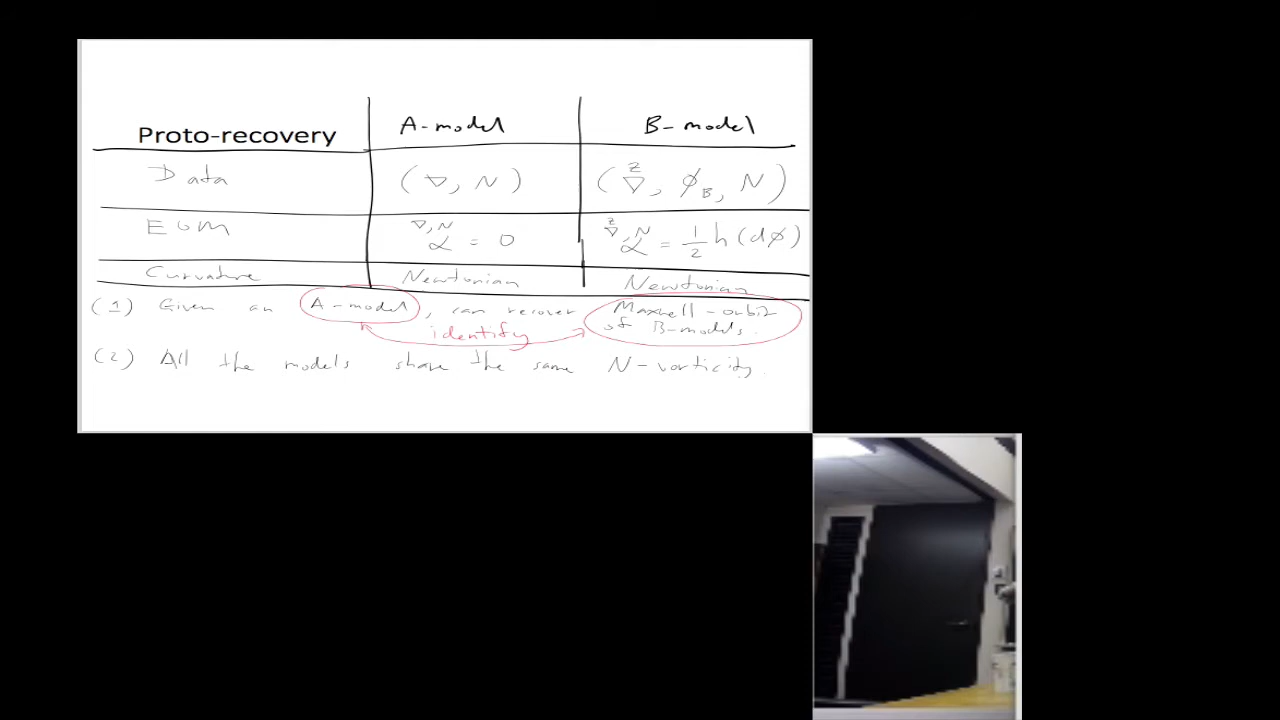 Proto-recovery A-model B-model
Data (∇, N) (∇^z, φ_B, N)
EOM α^{∇, N} = 0 α^{∇^z, N} = 1/2 h(dφ)
Curvature Newtonian Newtonian
(1) Given an A-model, can recover Maxwell-orbit
of B-models.
identify
(2) All the models share the same N-vorticity.